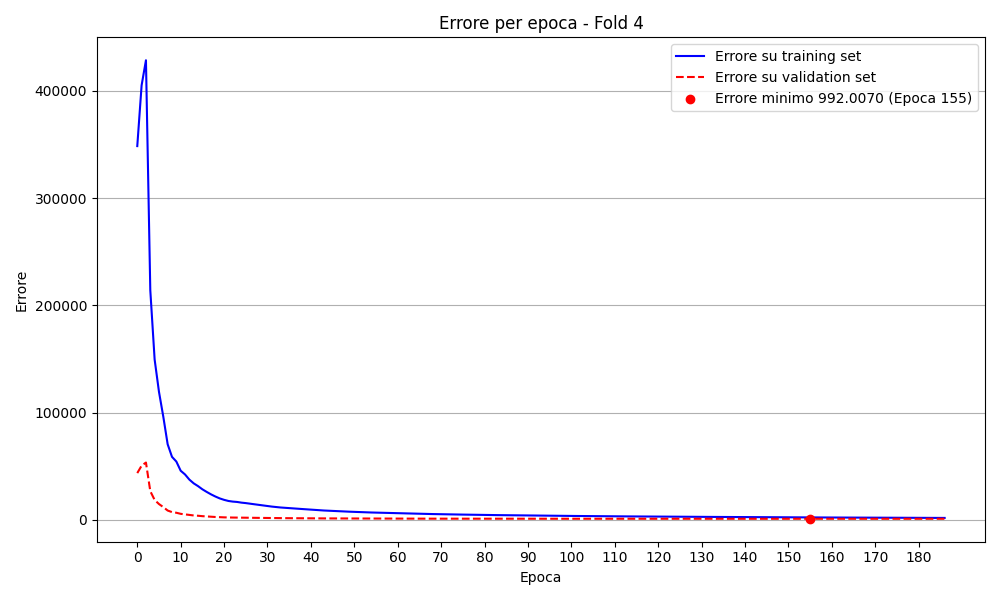 Errore per epoca - Fold 4
Errore su training set
Errore su validation set
Errore minimo 992.0070 (Epoca 155)
400000
300000
200000
100000
0
Errore
0 10 20 30 40 50 60 70 80 90 100 110 120 130 140 150 160 170 180
Epoca